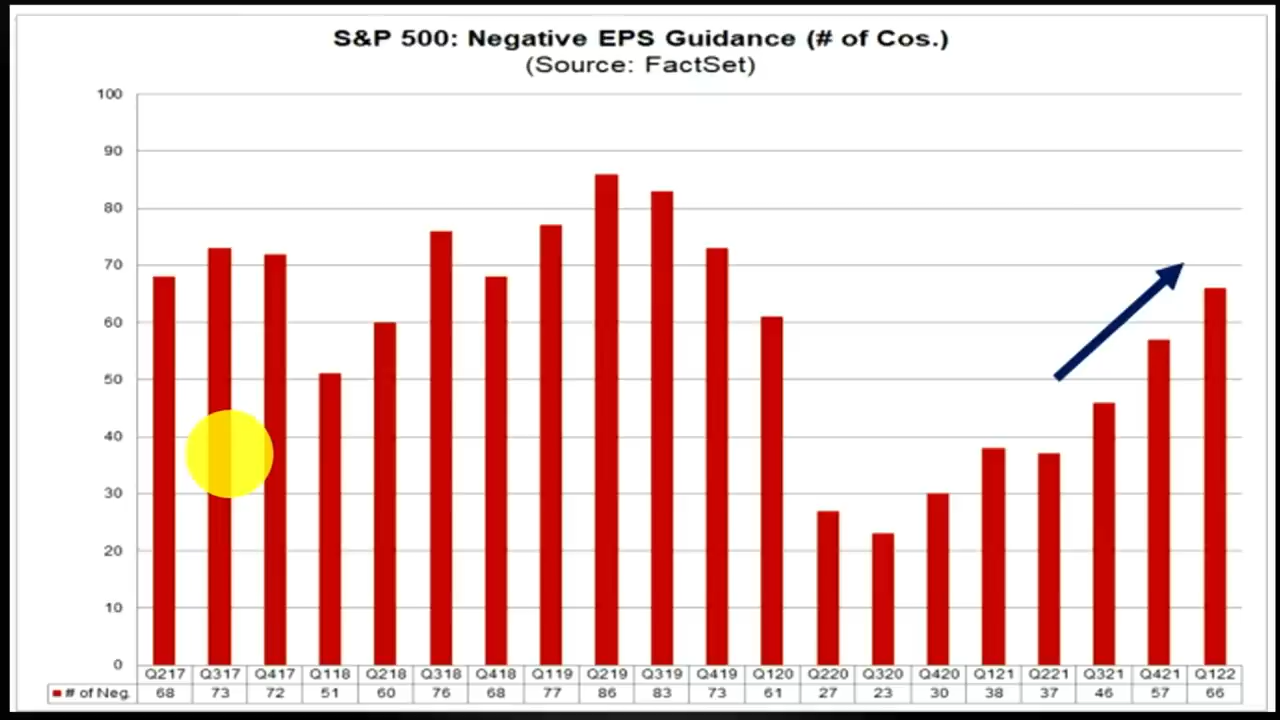 S&P 500: Negative EPS Guidance (# of Cos.)
(Source: FactSet)
100
90
80
70
60
50
40
30
20
10
0
Q217 Q317 Q417 Q118 Q218 Q318 Q418 Q119 Q219 Q319 Q419 Q120 Q220 Q320 Q420 Q121 Q221 Q321 Q421 Q122
# of Neg. 68 73 72 51 60 76 68 77 86 83 73 61 27 23 30 38 37 46 57 66